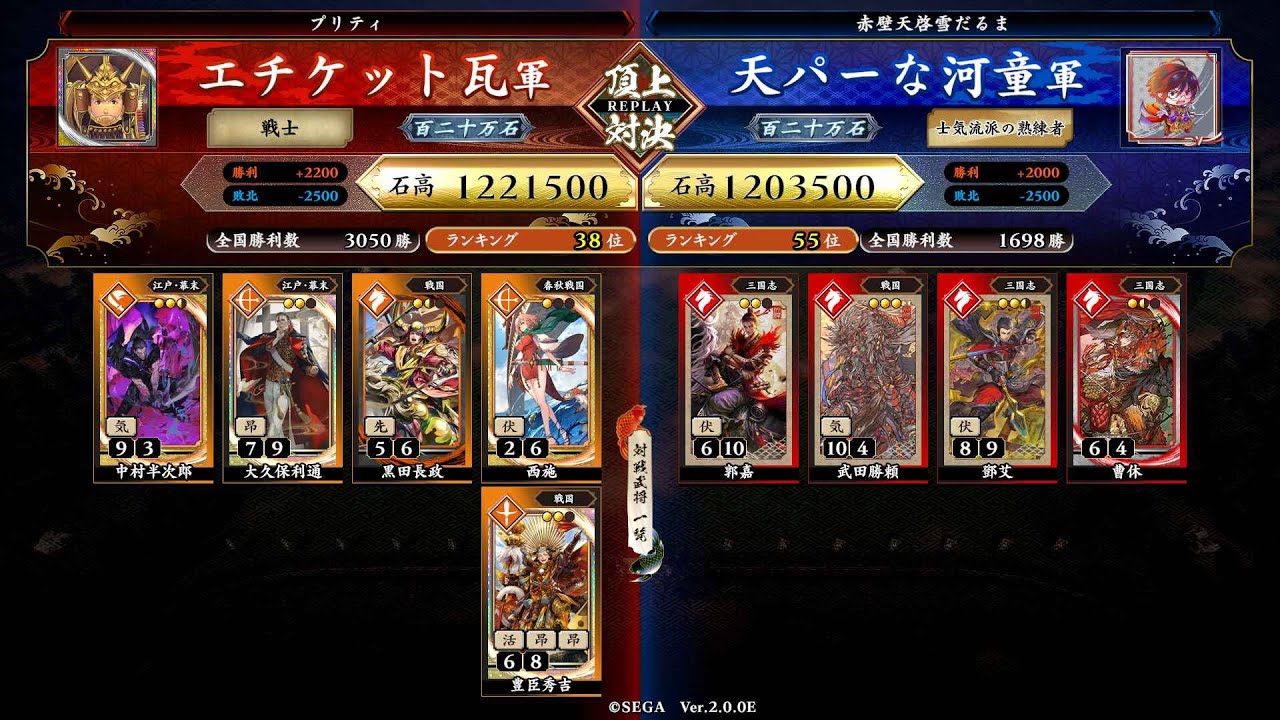 プリティ
赤壁天啓雪だるま
エチケット瓦軍
頂上
REPLAY
対決
天パーな河童軍
戦士
百二十万石
百二十万石
士気流派の熟練者
勝利 +2200
敗北 -2500
石高 1221500
石高 1203500
勝利 +2000
敗北 -2500
全国勝利数 3050勝
ランキング 38位
ランキング 55位
全国勝利数 1698勝
江戸・幕末
気
9 3
中村半次郎
江戸・幕末
昂
7 9
大久保利通
戦国
先
5 6
黒田長政
春秋戦国
伏
2 6
西施
戦国
活 昂 昂
6 8
豊臣秀吉
対戦武将一覧
三国志
伏
6 10
郭嘉
戦国
気
10 4
武田勝頼
三国志
伏
8 9
鄧艾
三国志
6 4
曹休
©SEGA Ver.2.0.0E